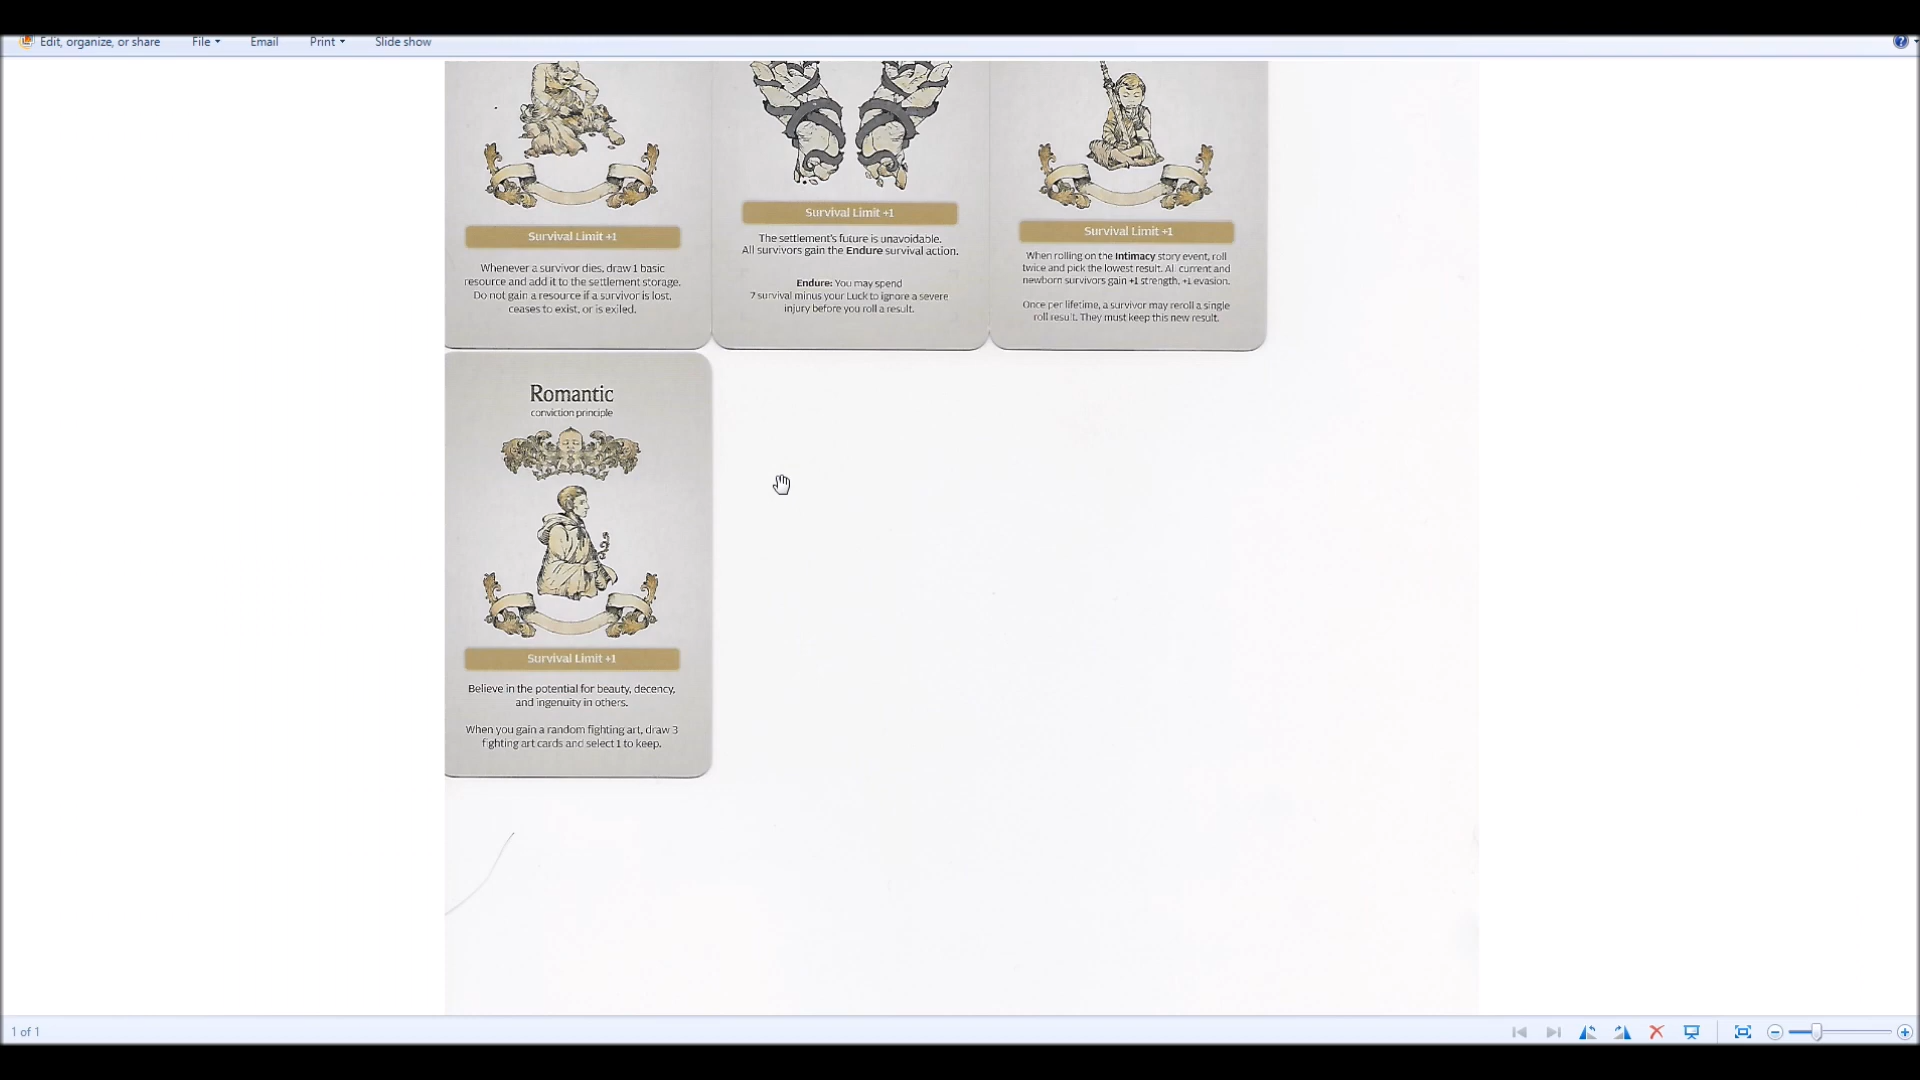 Edit, organize, or share File Email Print Slide show
Survival Limit +1
Whenever a survivor dies, draw 1 basic
resource and add it to the settlement storage.
Do not gain a resource if a survivor is lost,
ceases to exist, or is exiled.
Survival Limit +1
The settlement's future is unavoidable.
All survivors gain the Endure survival action.
Endure: You may spend
7 survival minus your Luck to ignore a severe
injury before you roll a result.
Survival Limit +1
When rolling on the Intimacy story event, roll
twice and pick the lowest result. All current and
newborn survivors gain +1 strength, +1 evasion.
Once per lifetime, a survivor may reroll a single
roll result. They must keep this new result.
Romantic
conviction principle
Survival Limit +1
Believe in the potential for beauty, decency,
and ingenuity in others.
When you gain a random fighting art, draw 3
fighting art cards and select 1 to keep.
1 of 1